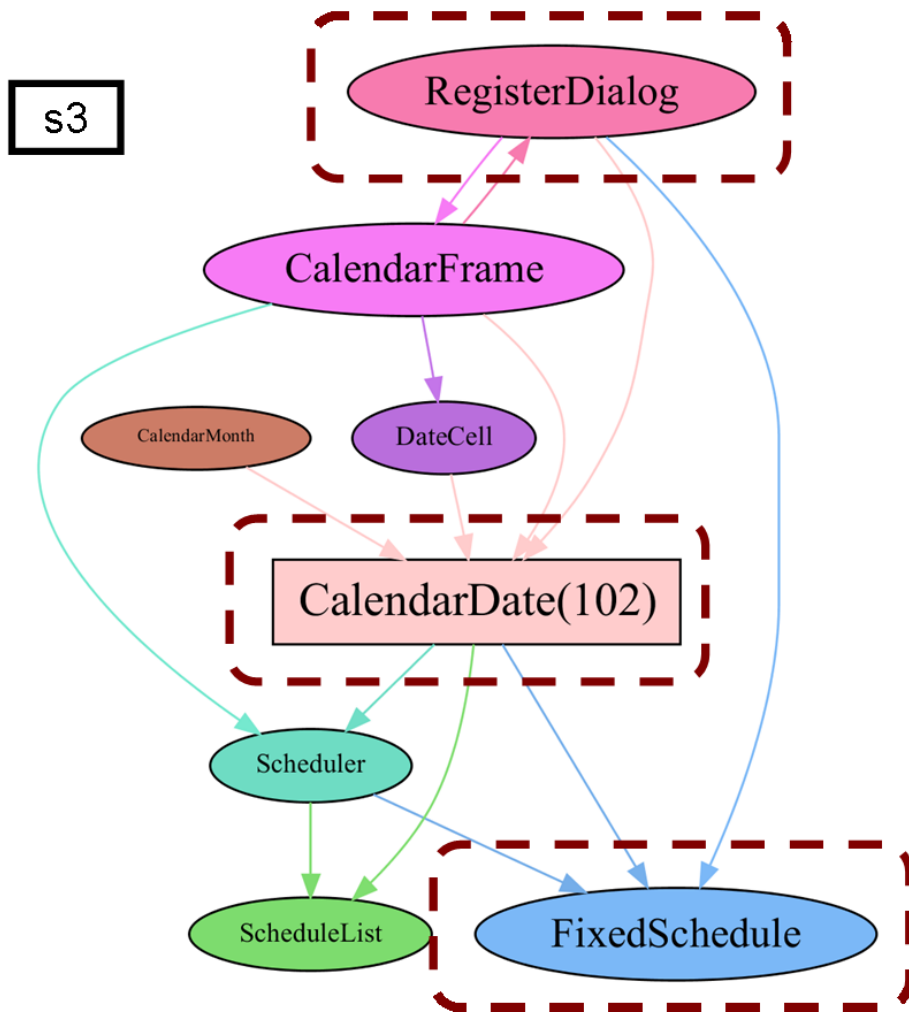 RegisterDialog
s3
CalendarFrame
CalendarMonth
DateCell
CalendarDate(102)
Scheduler
ScheduleList
FixedSchedule